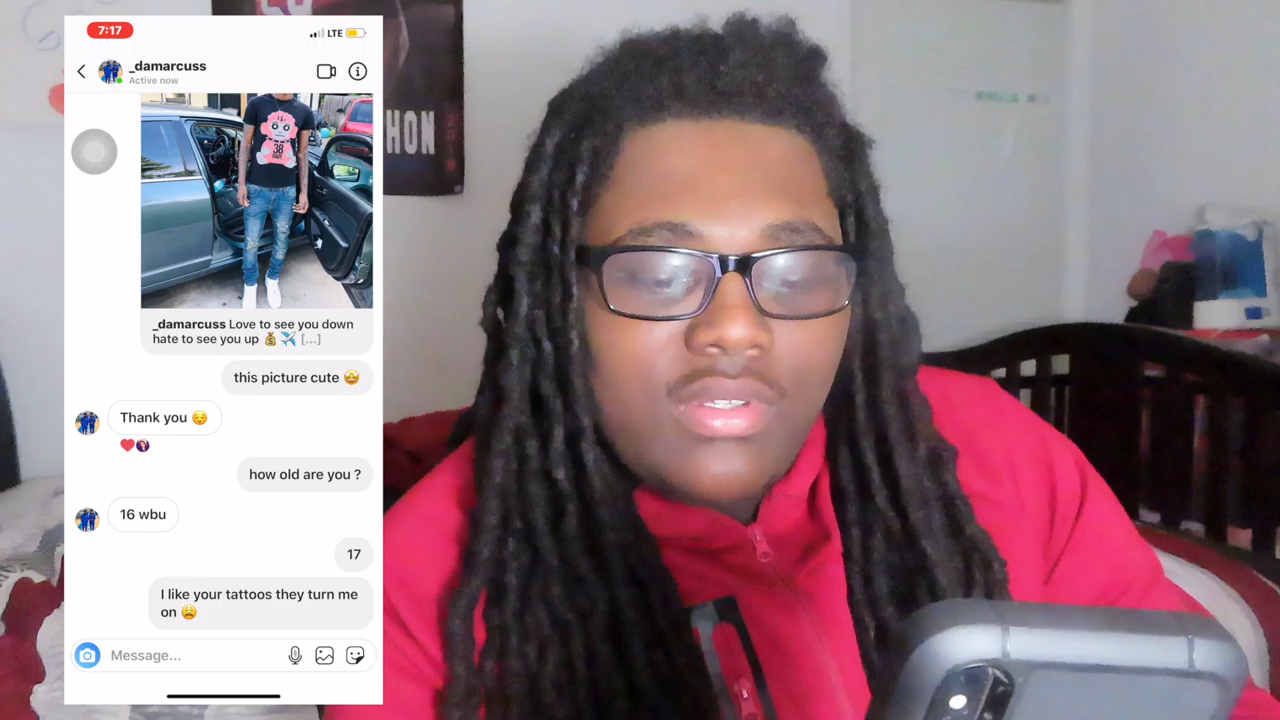 7:17
LTE
_damarcuss
Active now
HON
2018
_damarcuss Love to see you down
hate to see you up 💰 ✈️ [...]
this picture cute 🤩
Thank you 😌
how old are you ?
16 wbu
17
I like your tattoos they turn me
on 😩
Message...